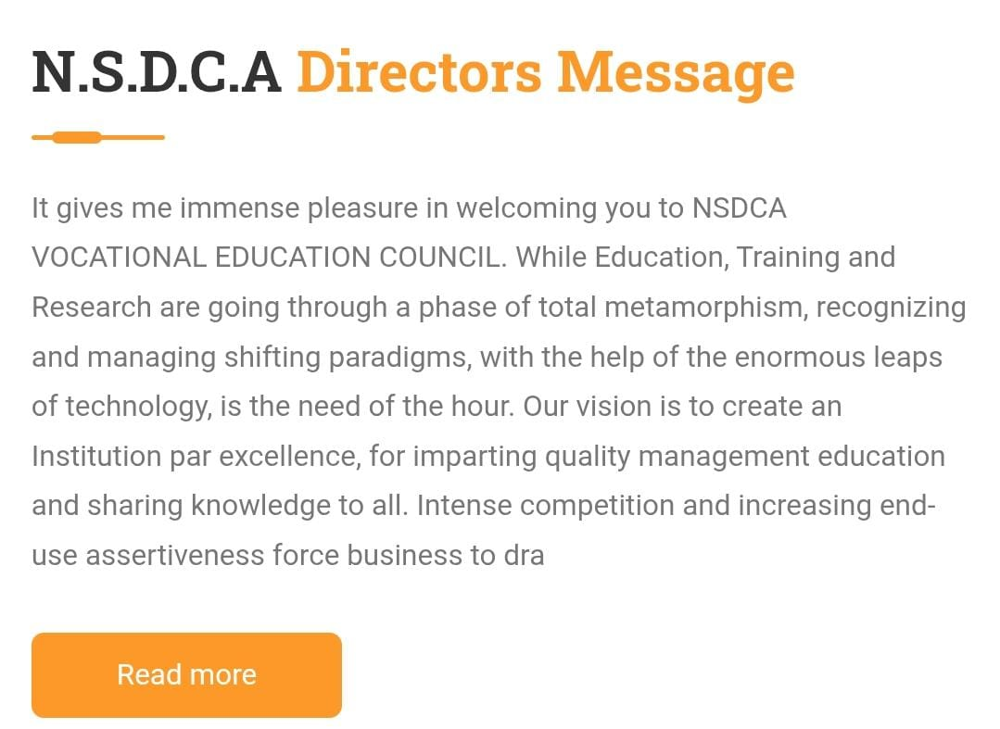 N.S.D.C.A Directors Message
It gives me immense pleasure in welcoming you to NSDCA
VOCATIONAL EDUCATION COUNCIL. While Education, Training and
Research are going through a phase of total metamorphism, recognizing
and managing shifting paradigms, with the help of the enormous leaps
of technology, is the need of the hour. Our vision is to create an
Institution par excellence, for imparting quality management education
and sharing knowledge to all. Intense competition and increasing end-
use assertiveness force business to dra
Read more